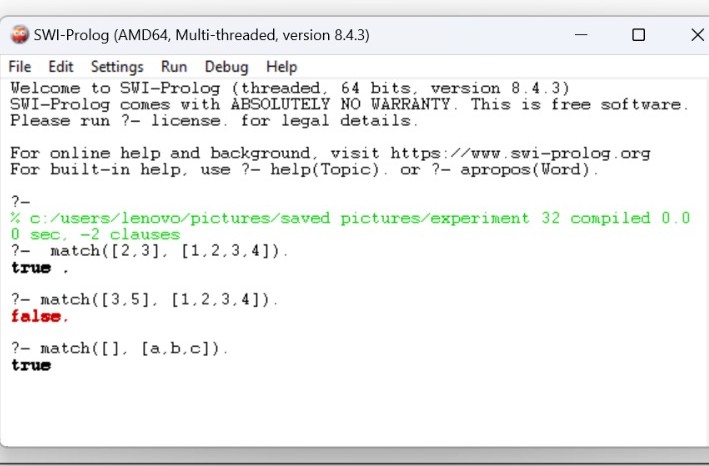 SWI-Prolog (AMD64, Multi-threaded, version 8.4.3)
File Edit Settings Run Debug Help
Welcome to SWI-Prolog (threaded, 64 bits, version 8.4.3)
SWI-Prolog comes with ABSOLUTELY NO WARRANTY. This is free software.
Please run ?- license. for legal details.
For online help and background, visit https://www.swi-prolog.org
For built-in help, use ?- help(Topic). or ?- apropos(Word).
?-
% c:/users/lenovo/pictures/saved pictures/experiment 32 compiled 0.0
0 sec, -2 clauses
?-  match([2,3], [1,2,3,4]).
true .
?- match([3,5], [1,2,3,4]).
false.
?- match([], [a,b,c]).
true